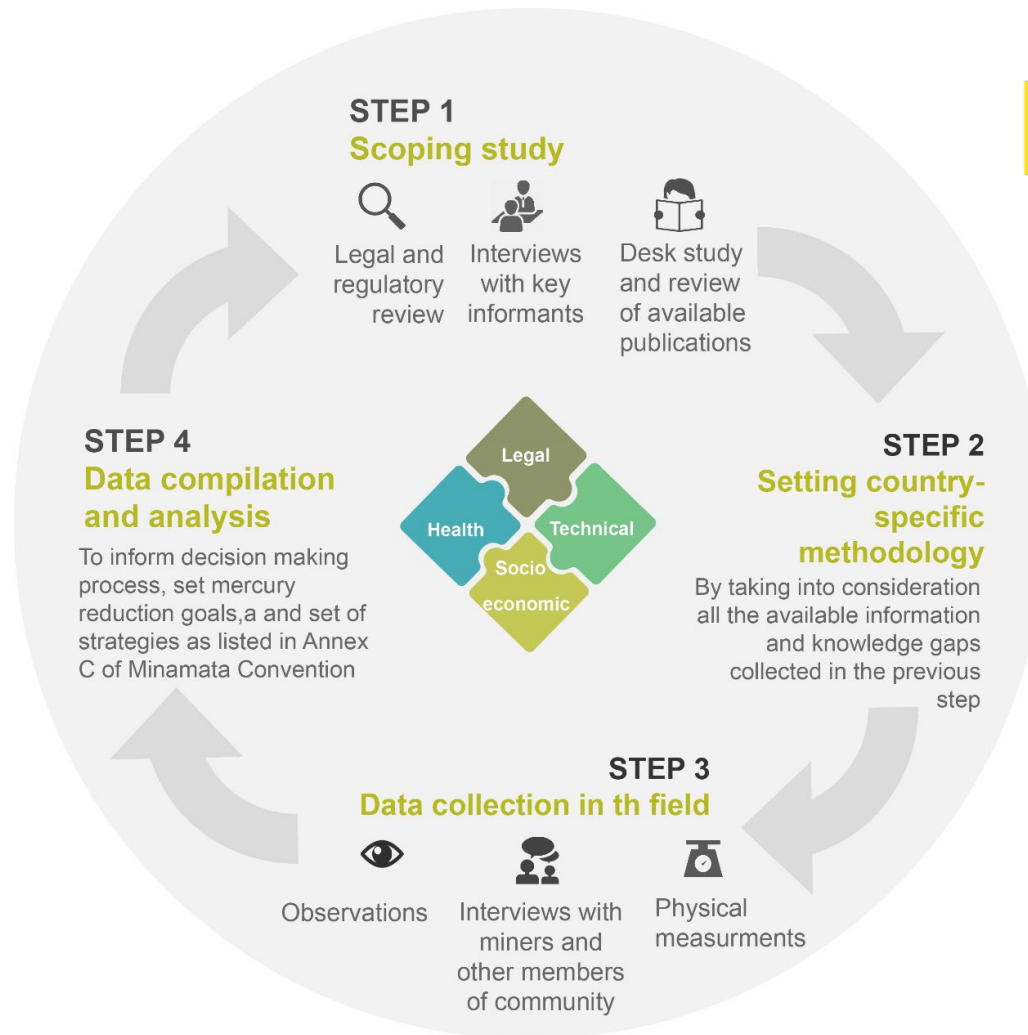 STEP 1
Scoping study
Legal and
regulatory
review
Interviews
with key
informants
Desk study
and review
of available
publications
STEP 2
Setting country-
specific
methodology
By taking into consideration
all the available information
and knowledge gaps
collected in the previous
step
STEP 3
Data collection in th field
Observations
Interviews with
miners and
other members
of community
Physical
measurments
STEP 4
Data compilation
and analysis
To inform decision making
process, set mercury
reduction goals,a and set of
strategies as listed in Annex
C of Minamata Convention
Legal
Health
Technical
Socio
economic